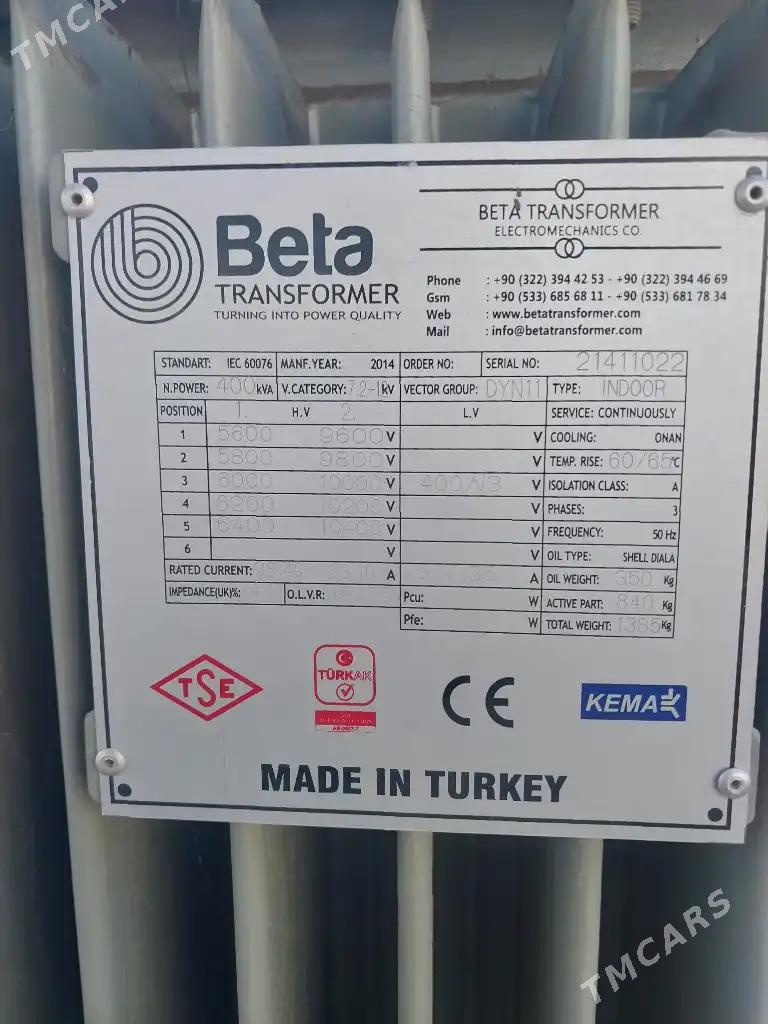 TMCARS
Beta
TRANSFORMER
TURNING INTO POWER QUALITY
BETA TRANSFORMER
ELECTROMECHANICS CO.
Phone : +90 (322) 394 42 53 - +90 (322) 394 46 69
Gsm : +90 (533) 685 68 11 - +90 (533) 681 78 34
Web : www.betatransformer.com
Mail : info@betatransformer.com
STANDART: IEC 60076 MANF.YEAR: 2014 ORDER NO: SERIAL NO: 21411022
N.POWER: 400 kVA V.CATEGORY: kV VECTOR GROUP: DYN11 TYPE: INDOOR
POSITION 1. H.V 2. L.V SERVICE: CONTINUOUSLY
1 5600 9600 V V COOLING: ONAN
2 5800 9800 V V TEMP. RISE: 60/65 °C
3 6000 10000 V 400/√3 V ISOLATION CLASS: A
4 6200 10200 V V PHASES: 3
5 6400 10400 V V FREQUENCY: 50 Hz
6 V V OIL TYPE: SHELL DIALA
RATED CURRENT: A A OIL WEIGHT: 350 Kg
IMPEDANCE(UK)%: O.L.V.R: Pcu: W ACTIVE PART: 840 Kg
Pfe: W TOTAL WEIGHT: 1385 Kg
TSE
TÜRKAK
CE
KEMA
MADE IN TURKEY
TMCARS